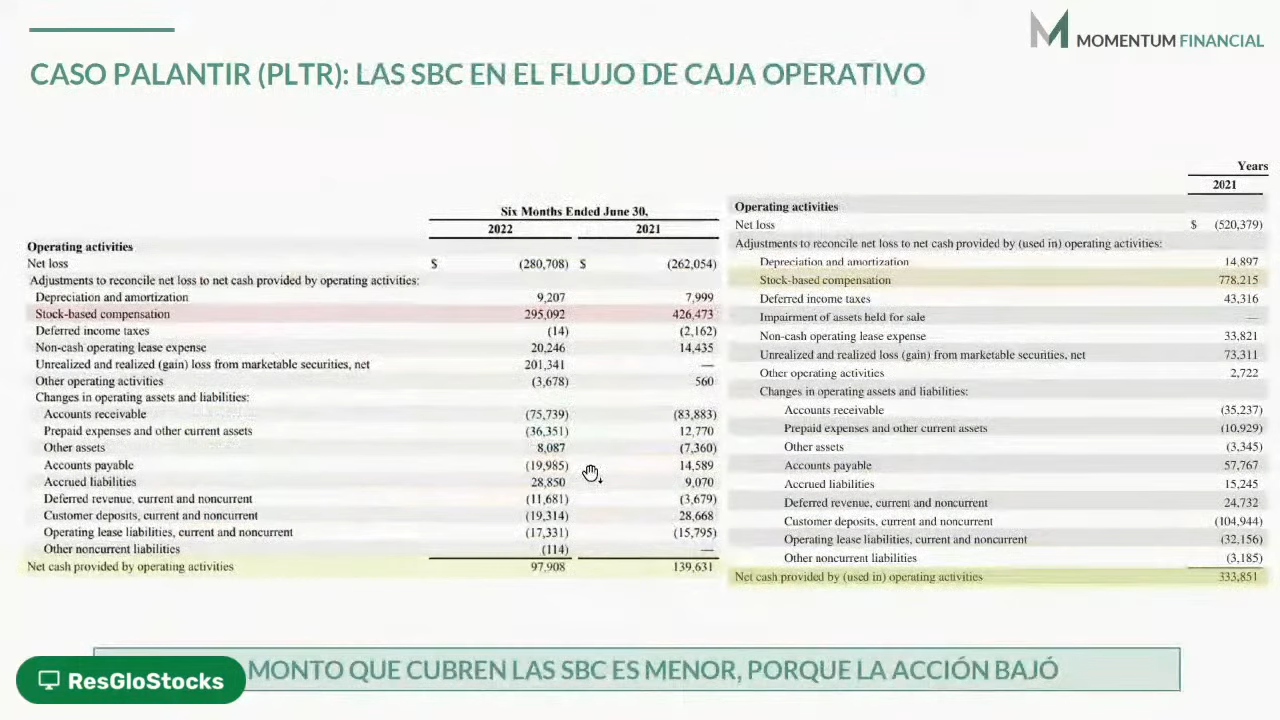 MOMENTUM FINANCIAL
CASO PALANTIR (PLTR): LAS SBC EN EL FLUJO DE CAJA OPERATIVO
Six Months Ended June 30,
2022 2021
Operating activities
Net loss $ (280,708) $ (262,054)
Adjustments to reconcile net loss to net cash provided by operating activities:
Depreciation and amortization 9,207 7,999
Stock-based compensation 295,092 426,473
Deferred income taxes (14) (2,162)
Non-cash operating lease expense 20,246 14,435
Unrealized and realized (gain) loss from marketable securities, net 201,341 —
Other operating activities (3,678) 560
Changes in operating assets and liabilities:
Accounts receivable (75,739) (83,883)
Prepaid expenses and other current assets (36,351) 12,770
Other assets 8,087 (7,360)
Accounts payable (19,985) 14,589
Accrued liabilities 28,850 9,070
Deferred revenue, current and noncurrent (11,681) (3,679)
Customer deposits, current and noncurrent (19,314) 28,668
Operating lease liabilities, current and noncurrent (17,331) (15,795)
Other noncurrent liabilities (114) —
Net cash provided by operating activities 97,908 139,631
Years
2021
Operating activities
Net loss $ (520,379)
Adjustments to reconcile net loss to net cash provided by (used in) operating activities:
Depreciation and amortization 14,897
Stock-based compensation 778,215
Deferred income taxes 43,316
Impairment of assets held for sale —
Non-cash operating lease expense 33,821
Unrealized and realized loss (gain) from marketable securities, net 73,311
Other operating activities 2,722
Changes in operating assets and liabilities:
Accounts receivable (35,237)
Prepaid expenses and other current assets (10,929)
Other assets (3,345)
Accounts payable 57,767
Accrued liabilities 15,245
Deferred revenue, current and noncurrent 24,732
Customer deposits, current and noncurrent (104,944)
Operating lease liabilities, current and noncurrent (32,156)
Other noncurrent liabilities (3,185)
Net cash provided by (used in) operating activities 333,851
MONTO QUE CUBREN LAS SBC ES MENOR, PORQUE LA ACCIÓN BAJÓ
ResGloStocks